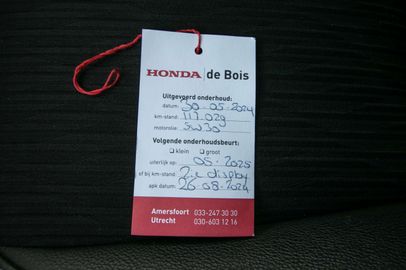 HONDA de Bois
Uitgevoerd onderhoud:
datum: 30-05-2024
km-stand: 117.029
motorolie: 5W30
Volgende onderhoudsbeurt:
☐ klein ☐ groot
uiterlijk op: 05-2025
of bij km-stand: z.i.e display
apk datum: 26-08-2024
Amersfoort 033-247 30 30
Utrecht 030-603 12 16